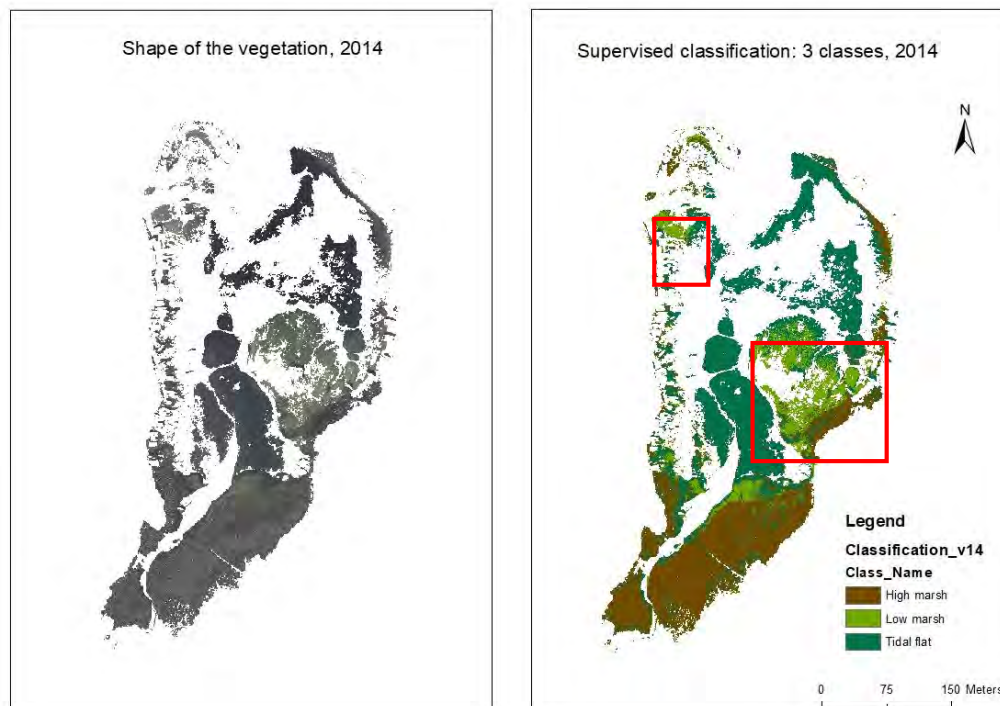 Shape of the vegetation, 2014
Supervised classification: 3 classes, 2014
N
Legend
Classification_v14
Class_Name
High marsh
Low marsh
Tidal flat
0 75 150 Meters